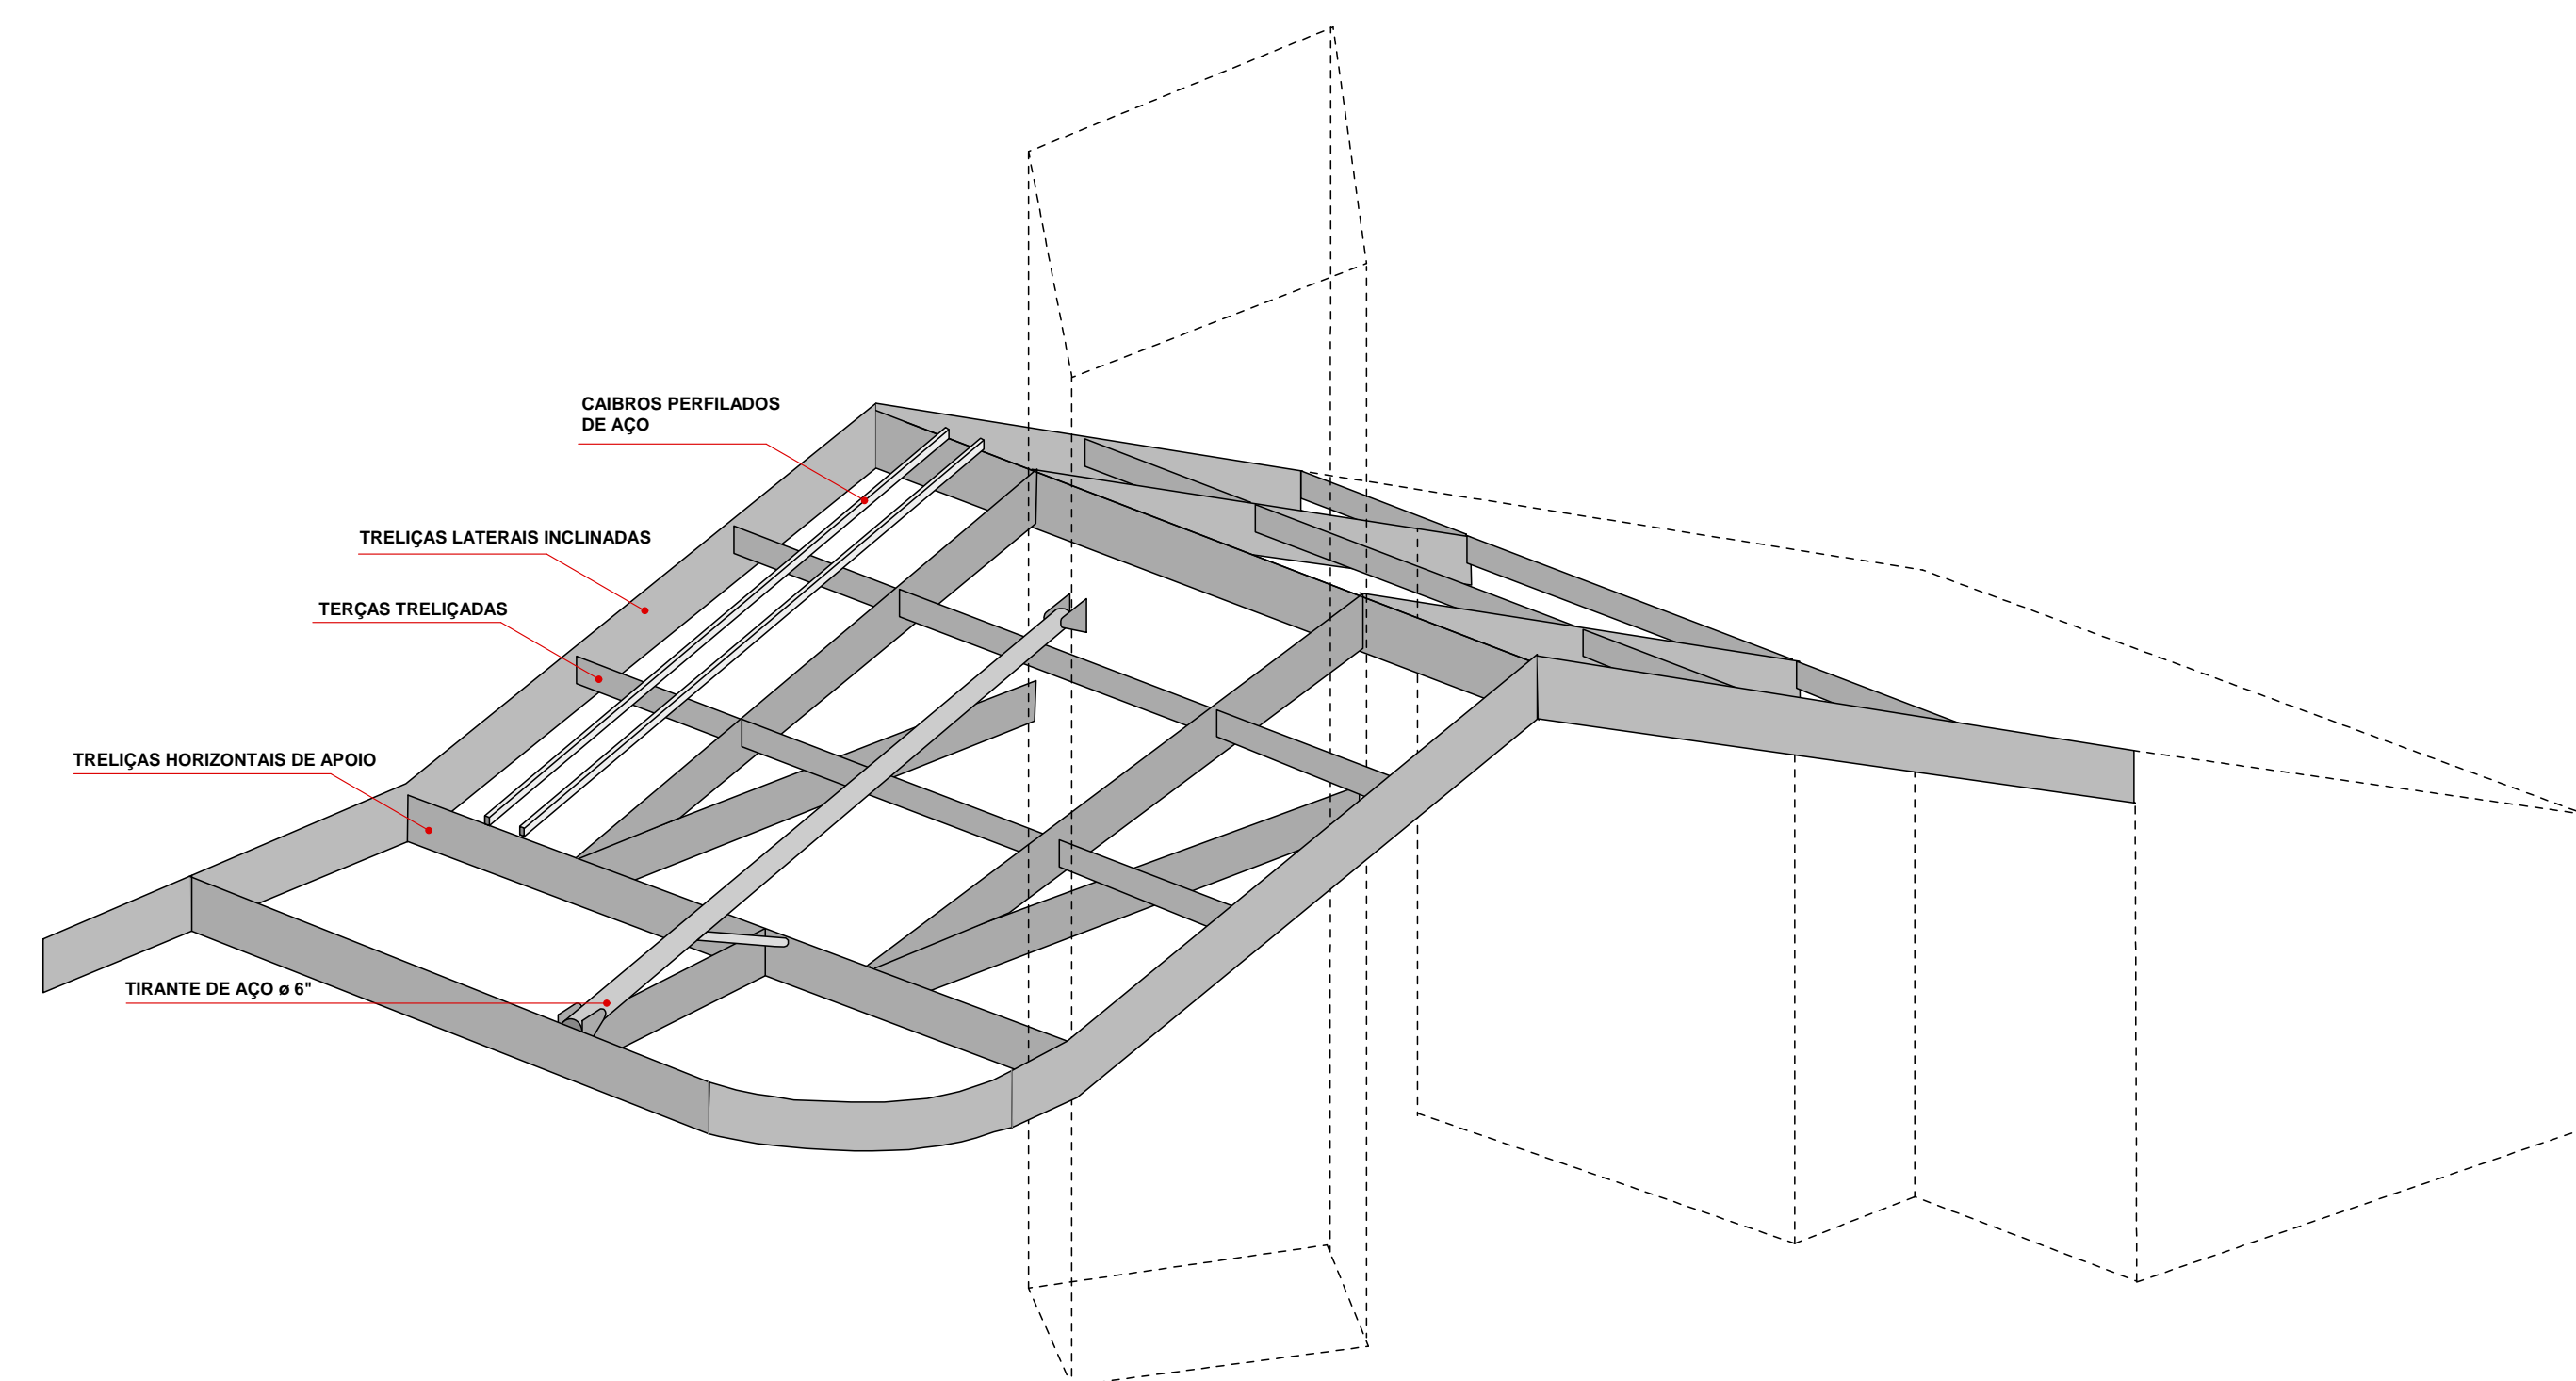 CAIBROS PERFILADOS
DE AÇO
TRELIÇAS LATERAIS INCLINADAS
TERÇAS TRELIÇADAS
TRELIÇAS HORIZONTAIS DE APOIO
TIRANTE DE AÇO ø 6"